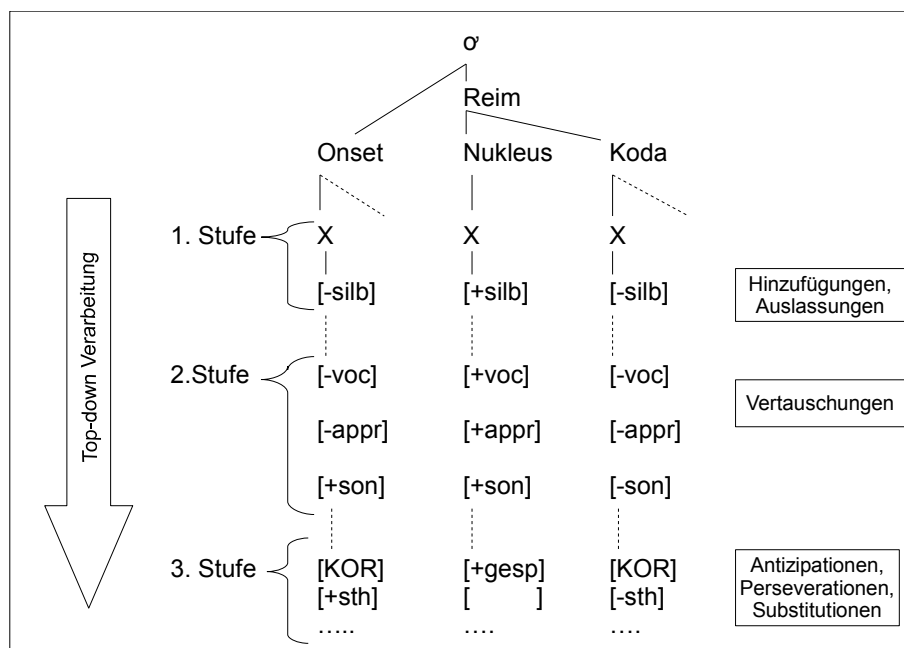 σ
Reim
Onset Nukleus Koda
1. Stufe X X X
[-silb] [+silb] [-silb]
Hinzufügungen,
Auslassungen
2.Stufe [-voc] [+voc] [-voc]
Vertauschungen
[-appr] [+appr] [-appr]
[+son] [+son] [-son]
3. Stufe [KOR] [+gesp] [KOR]
[+sth] [ ] [-sth]
..... .... ....
Antizipationen,
Perseverationen,
Substitutionen
Top-down Verarbeitung